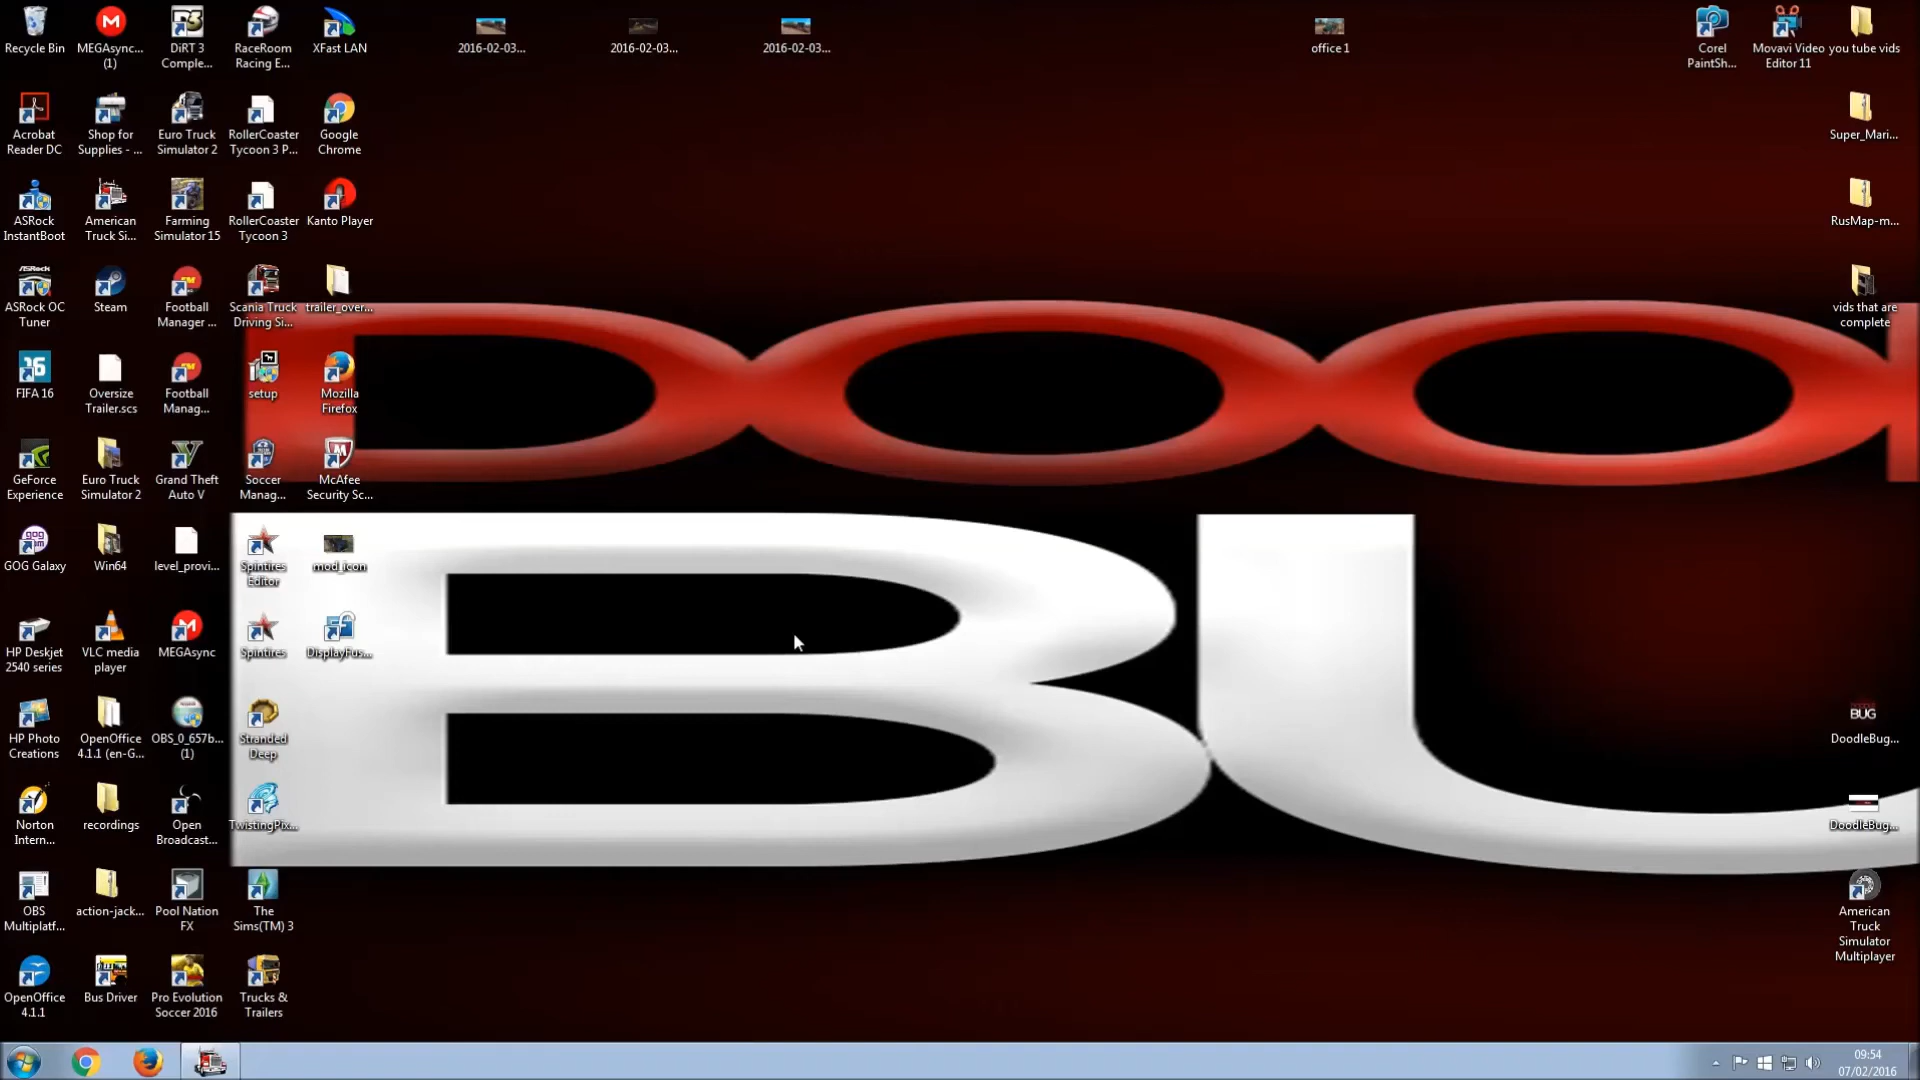 Recycle Bin
MEGAsync...
(1)
DiRT 3
Comple...
RaceRoom
Racing E...
XFast LAN
2016-02-03...
2016-02-03...
2016-02-03...
office 1
Corel
PaintSh...
Movavi Video
Editor 11
you tube vids
Acrobat
Reader DC
Shop for
Supplies - ...
Euro Truck
Simulator 2
RollerCoaster
Tycoon 3 P...
Google
Chrome
Super_Mari...
ASRock
InstantBoot
American
Truck Si...
Farming
Simulator 15
RollerCoaster
Tycoon 3
Kanto Player
RusMap-m...
ASRock OC
Tuner
Steam
Football
Manager ...
Scania Truck
Driving Si...
trailer_over...
vids that are
complete
FIFA 16
Oversize
Trailer.scs
Football
Manag...
setup
Mozilla
Firefox
GeForce
Experience
Euro Truck
Simulator 2
Grand Theft
Auto V
Soccer
Manag...
McAfee
Security Sc...
DOO
GOG Galaxy
Win64
level_provi...
Spintires
Editor
mod_icon
HP Deskjet
2540 series
VLC media
player
MEGAsync
Spintires
DisplayFus...
BU
HP Photo
Creations
OpenOffice
4.1.1 (en-G...
OBS_0_657b...
(1)
Stranded
Deep
BUG
DoodleBug...
Norton
Intern...
recordings
Open
Broadcast...
TwistingPix...
DoodleBug...
OBS
Multiplatf...
action-jack...
Pool Nation
FX
The
Sims(TM) 3
American
Truck
Simulator
Multiplayer
OpenOffice
4.1.1
Bus Driver
Pro Evolution
Soccer 2016
Trucks &
Trailers
09:54
07/02/2016